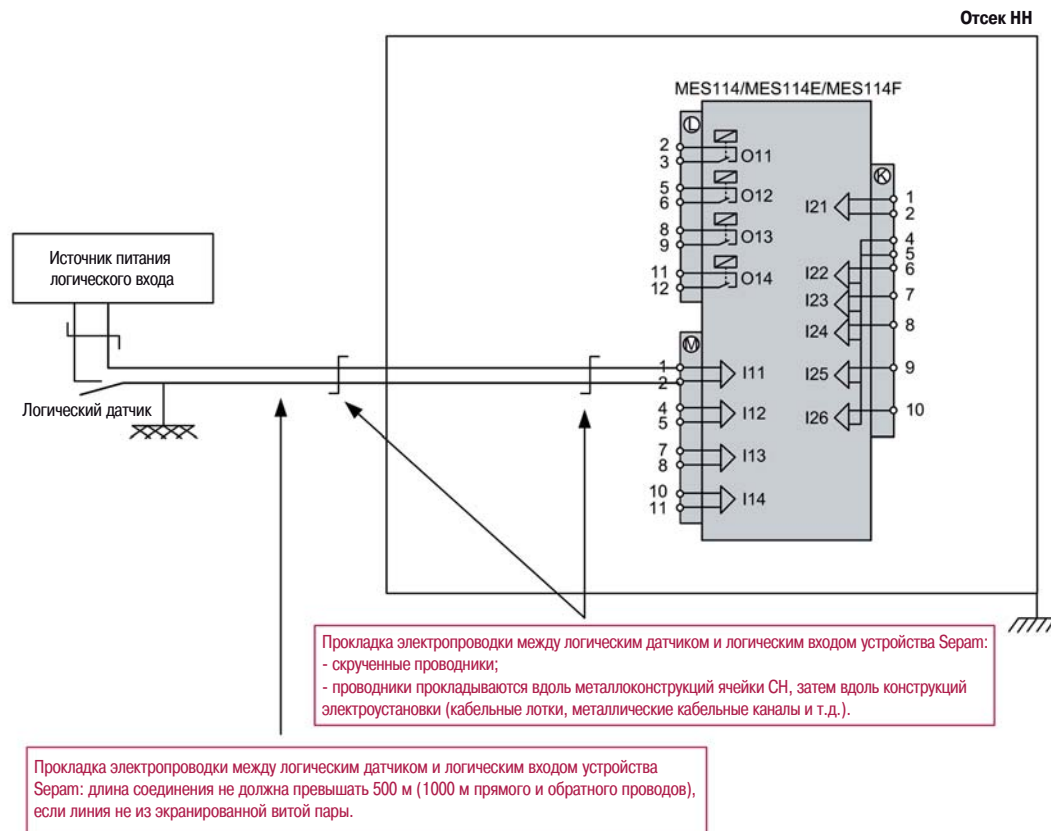 Отсек НН
MES114/MES114E/MES114F
L
2
3
O11
5
6
O12
8
9
O13
11
12
O14
K
I21
1
2
4
5
I22
6
I23
7
I24
8
I25
9
I26
10
M
1
2
I11
4
5
I12
7
8
I13
10
11
I14
Источник питания
логического входа
Логический датчик
Прокладка электропроводки между логическим датчиком и логическим входом устройства Sepam:
- скрученные проводники;
- проводники прокладываются вдоль металлоконструкций ячейки СН, затем вдоль конструкций
электроустановки (кабельные лотки, металлические кабельные каналы и т.д.).
Прокладка электропроводки между логическим датчиком и логическим входом устройства
Sepam: длина соединения не должна превышать 500 м (1000 м прямого и обратного проводов),
если линия не из экранированной витой пары.